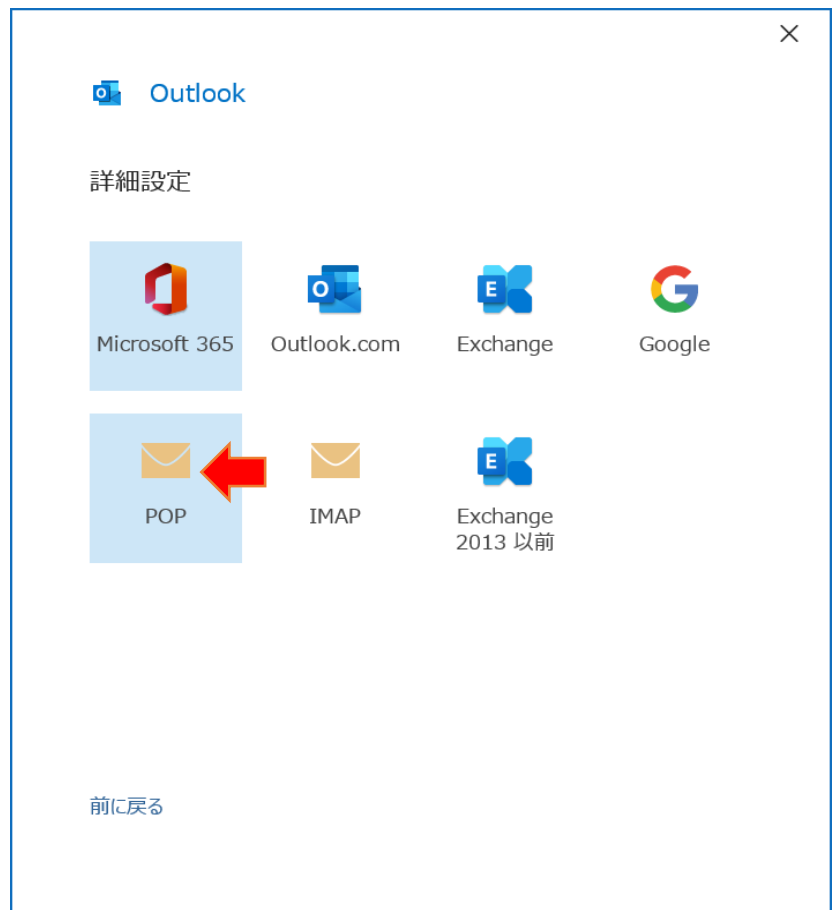 Outlook
詳細設定
Microsoft 365
Outlook.com
Exchange
Google
POP
IMAP
Exchange
2013 以前
前に戻る